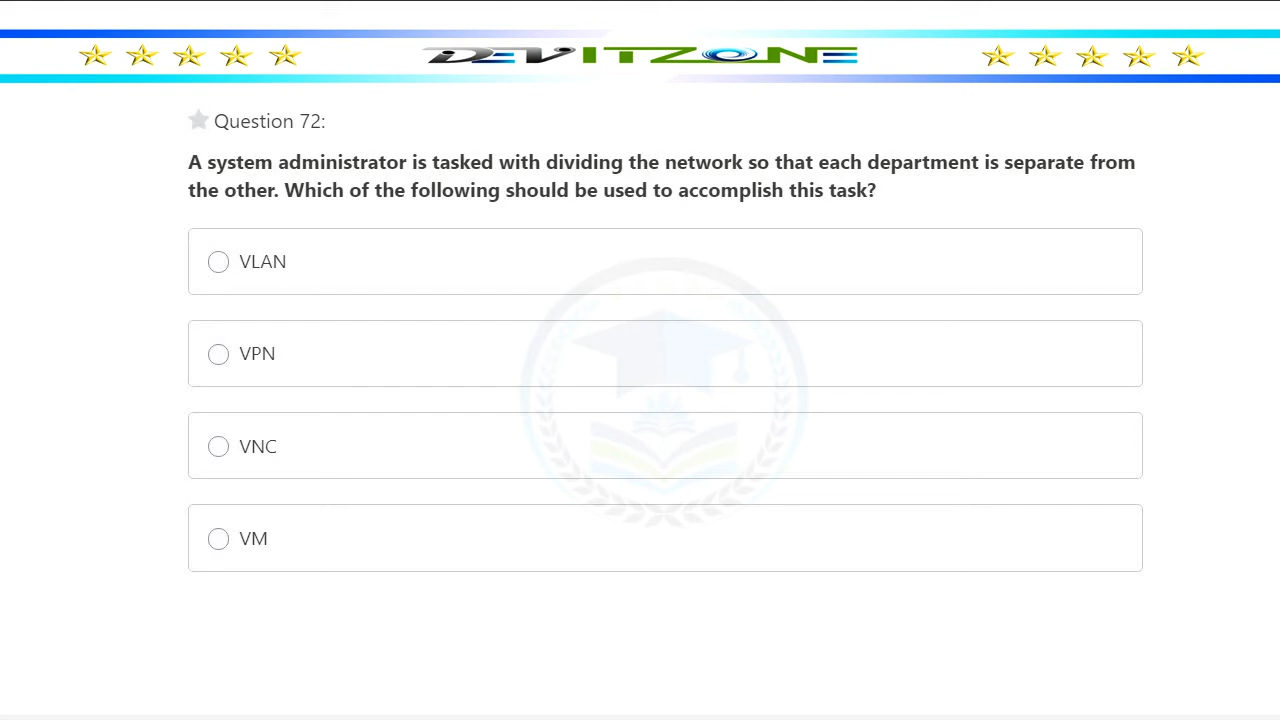 DEVITZONE
Question 72:
A system administrator is tasked with dividing the network so that each department is separate from
the other. Which of the following should be used to accomplish this task?
VLAN
VPN
VNC
VM